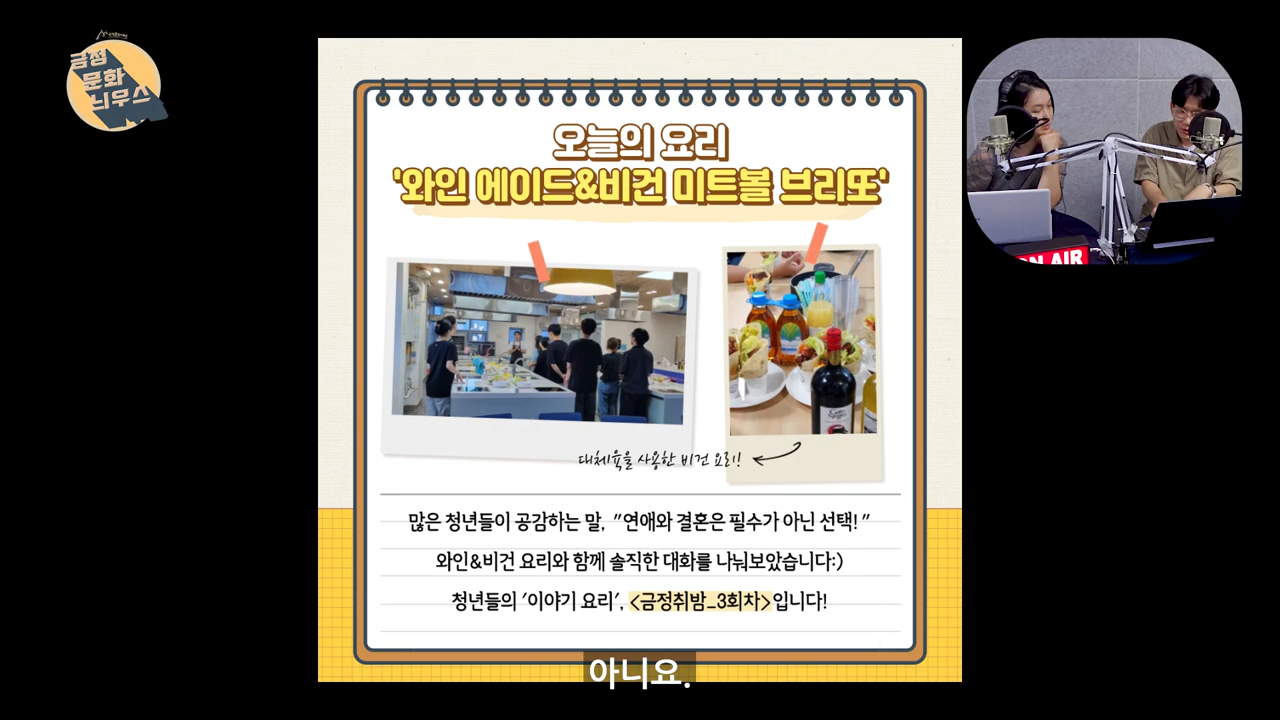 금정
문화
늬우스
오늘의 요리
'와인 에이드&비건 미트볼 브리또'
대체육을 사용한 비건 요리!!
많은 청년들이 공감하는 말, "연애와 결혼은 필수가 아닌 선택!"
와인&비건 요리와 함께 솔직한 대화를 나눠보았습니다:)
청년들의 '이야기 요리', <금정취밤_3회차>입니다!
ON AIR
아니요.